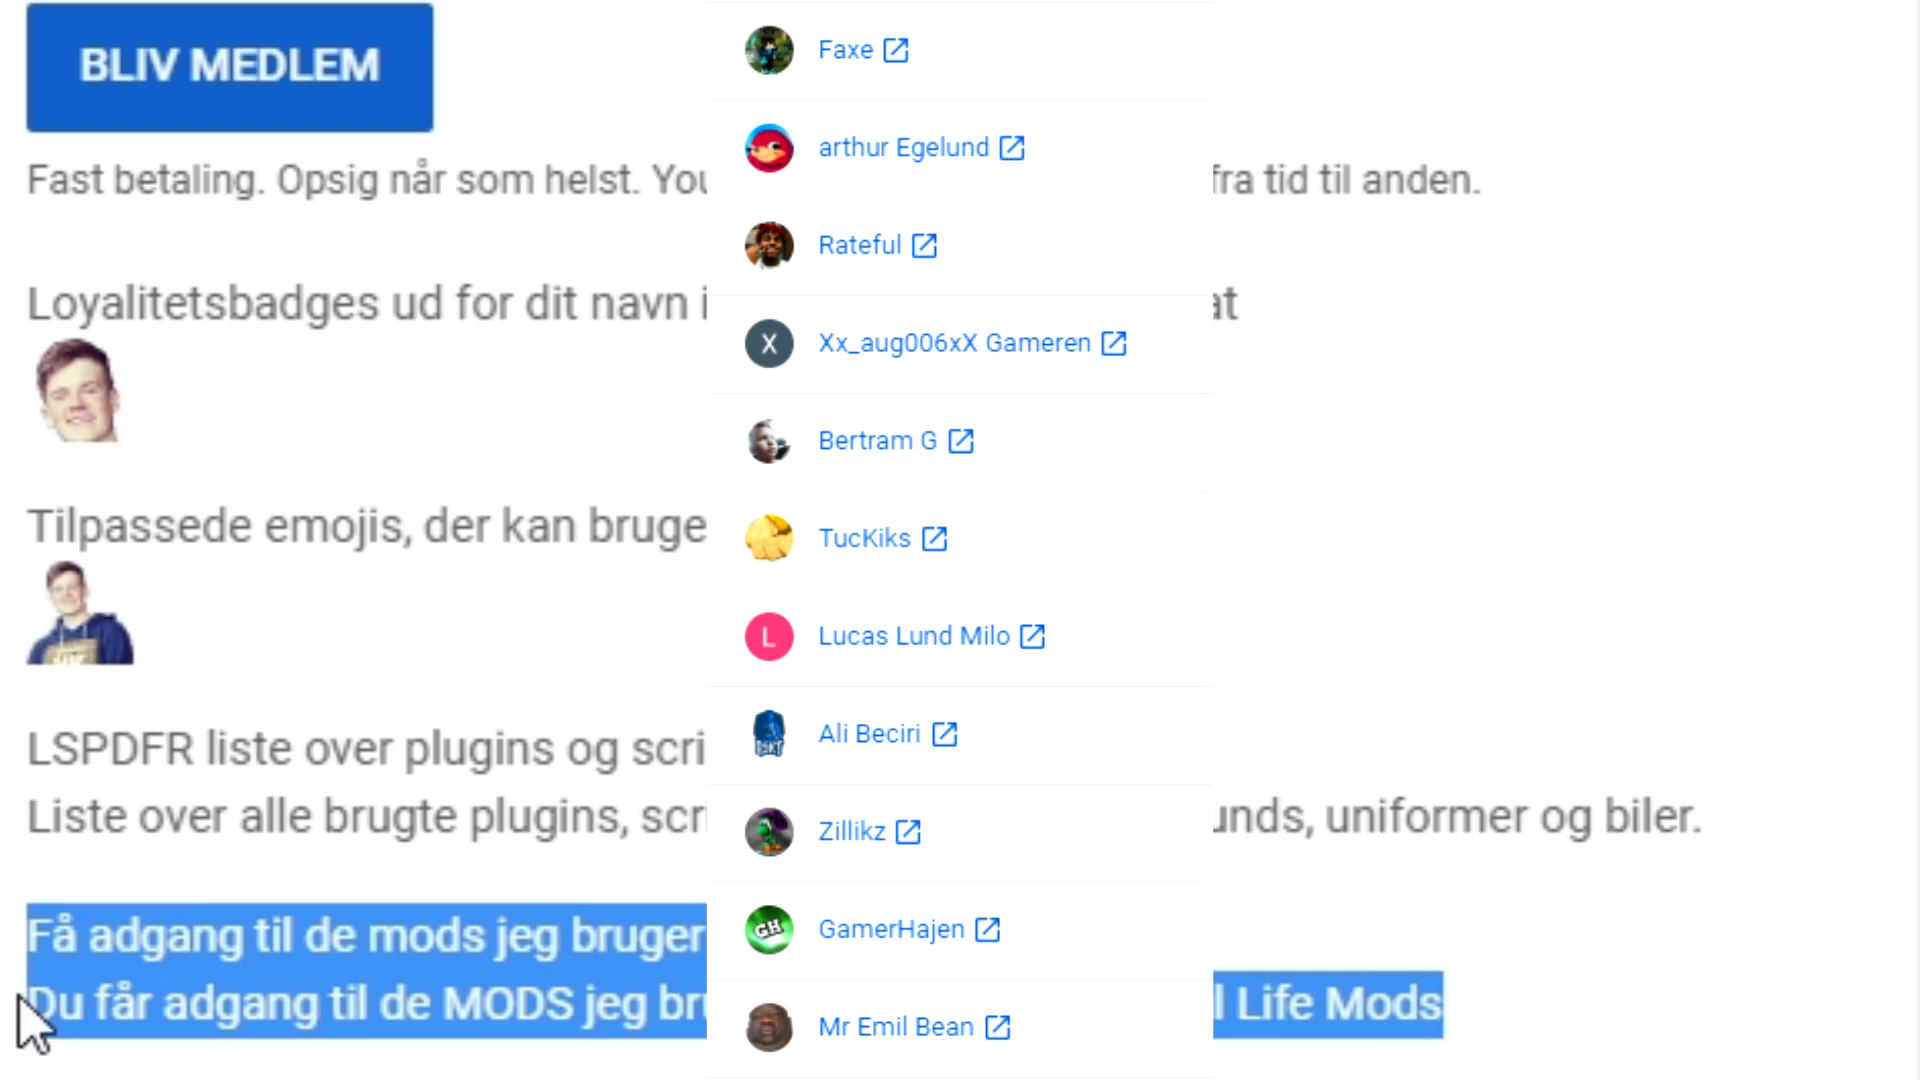 BLIV MEDLEM
Fast betaling. Opsig når som helst. You
fra tid til anden.
Loyalitetsbadges ud for dit navn i
at
Tilpassede emojis, der kan bruge
LSPDFR liste over plugins og scri
Liste over alle brugte plugins, scri
unds, uniformer og biler.
Få adgang til de mods jeg bruger
Du får adgang til de MODS jeg bru
l Life Mods
Faxe
arthur Egelund
Rateful
X
Xx_aug006xX Gameren
Bertram G
TucKiks
L
Lucas Lund Milo
Ali Beciri
Zillikz
GH
GamerHajen
Mr Emil Bean